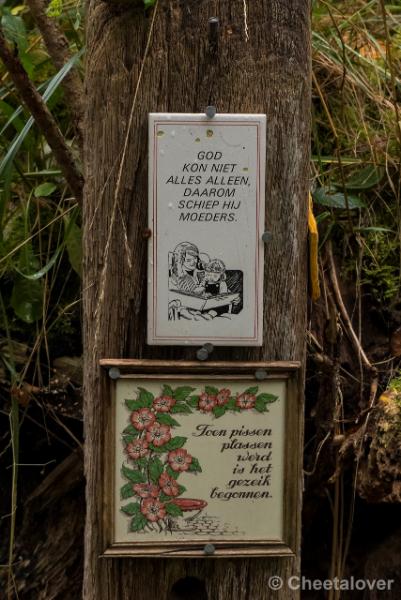 GOD
KON NIET
ALLES ALLEEN,
DAAROM
SCHIEP HIJ
MOEDERS.
Toen pissen
plassen
werd
is het
gezeik
begonnen.
© Cheetalover